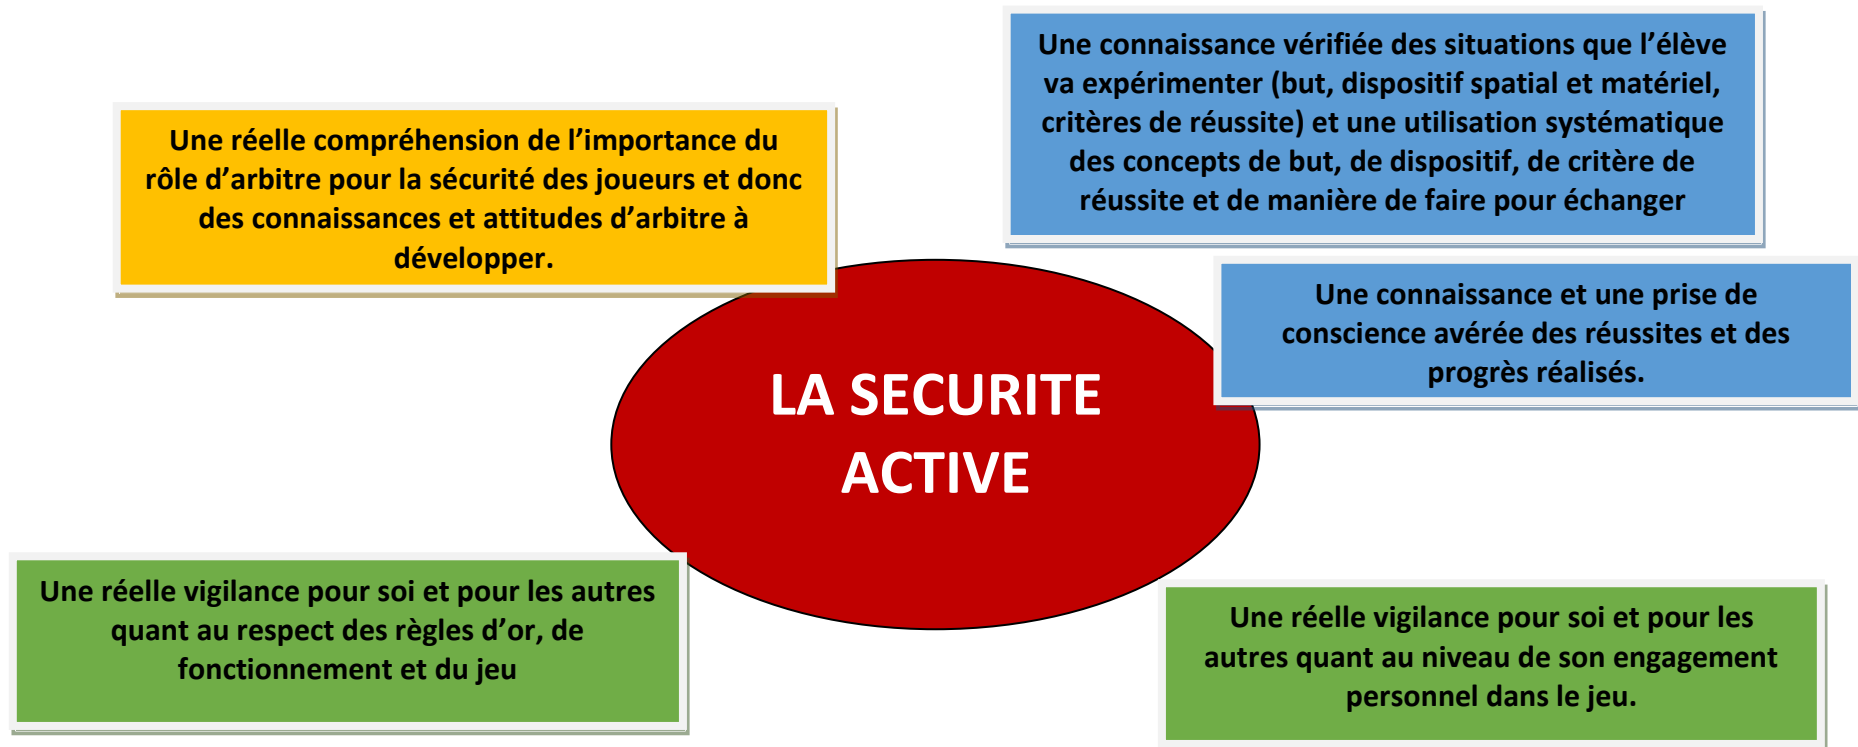 Une connaissance vérifiée des situations que l’élève
va expérimenter (but, dispositif spatial et matériel,
critères de réussite) et une utilisation systématique
des concepts de but, de dispositif, de critère de
réussite et de manière de faire pour échanger
Une réelle compréhension de l’importance du
rôle d’arbitre pour la sécurité des joueurs et donc
des connaissances et attitudes d’arbitre à
développer.
Une connaissance et une prise de
conscience avérée des réussites et des
progrès réalisés.
LA SECURITE
ACTIVE
Une réelle vigilance pour soi et pour les autres
quant au respect des règles d’or, de
fonctionnement et du jeu
Une réelle vigilance pour soi et pour les
autres quant au niveau de son engagement
personnel dans le jeu.